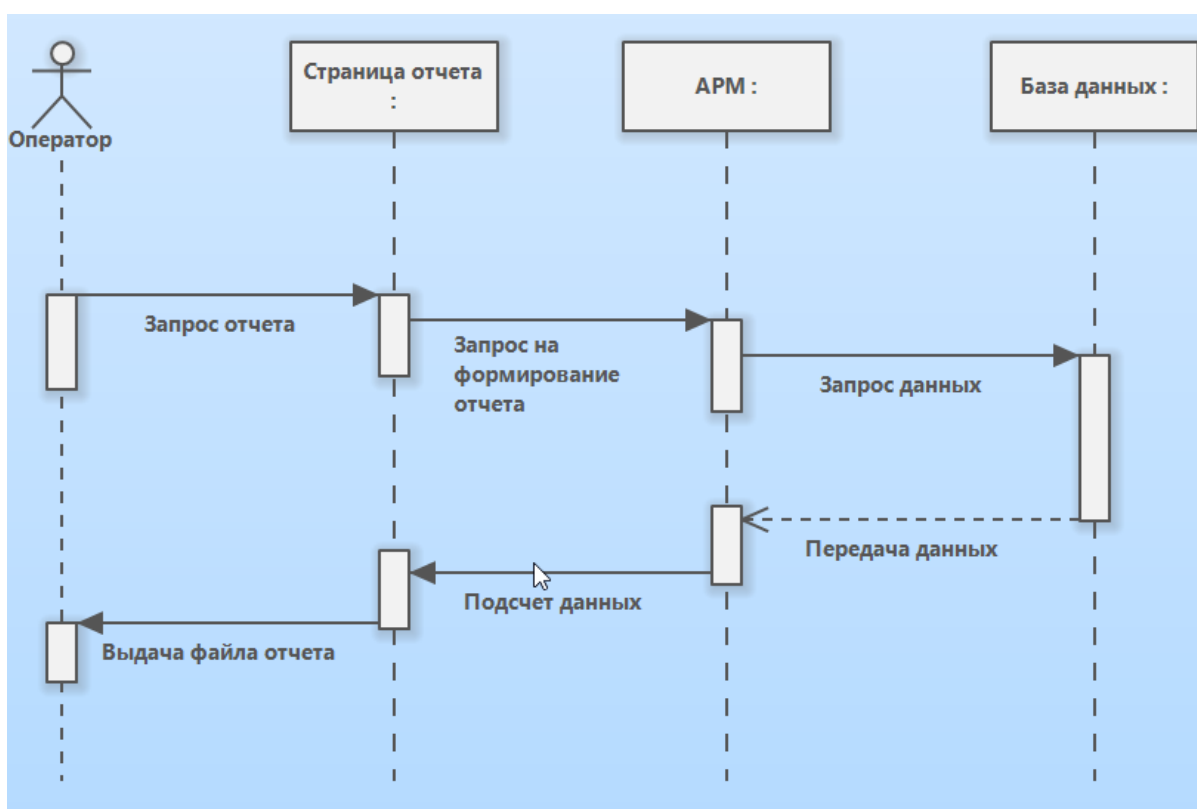 Страница отчета
:
АРМ :
База данных :
Оператор
Запрос отчета
Запрос на
формирование
отчета
Запрос данных
Передача данных
Подсчет данных
Выдача файла отчета